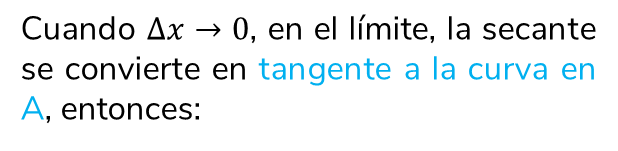 Cuando Δx → 0, en el límite, la secante
se convierte en tangente a la curva en
A, entonces: